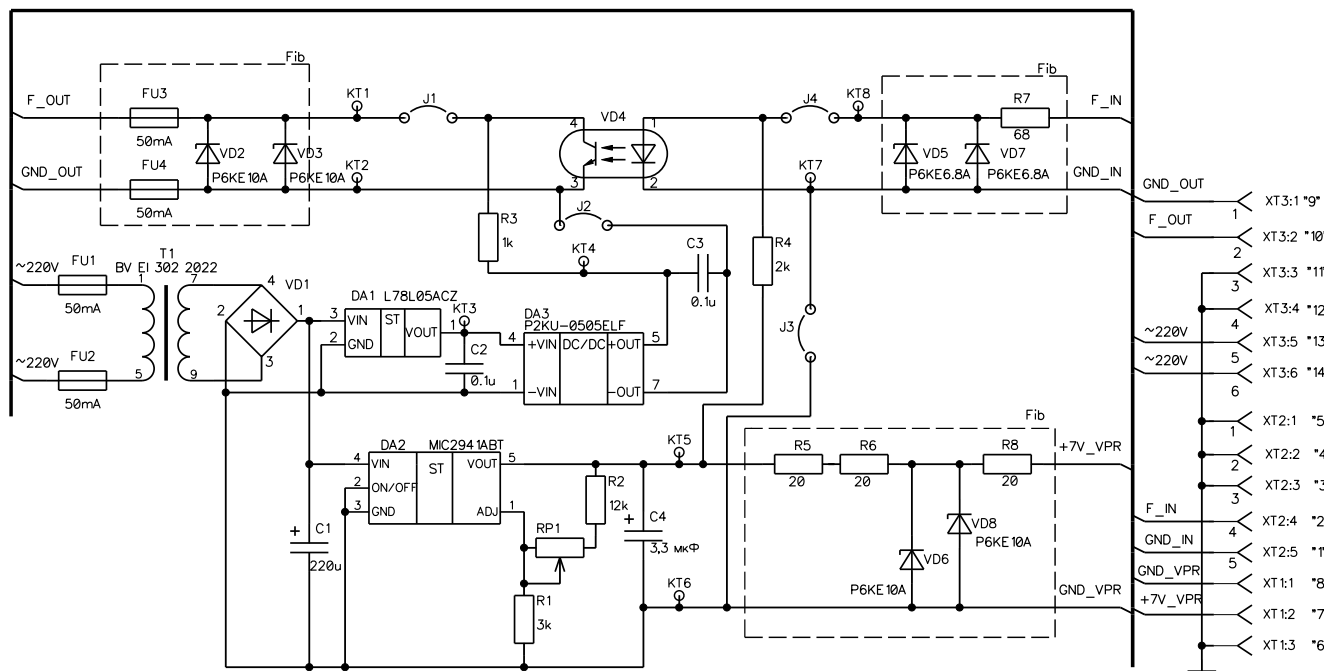 Fib
F_OUT
FU3
50mA
KT1
J1
VD2
P6KE10A
VD3
P6KE10A
GND_OUT
FU4
50mA
KT2
4
VD4
1
3
2
J4
KT8
Fib
R7
68
F_IN
VD5
P6KE6.8A
VD7
P6KE6.8A
KT7
GND_IN
J2
R3
1k
KT4
C3
0.1u
R4
2k
J3
~220V
FU1
50mA
T1
BV EI 302 2022
1
7
5
9
~220V
FU2
50mA
VD1
4
2
1
3
DA1 L78L05ACZ
3
VIN
ST
VOUT
1
2
GND
KT3
C2
0.1u
DA3
P2KU-0505ELF
4
+VIN
DC/DC
+OUT
5
1
-VIN
-OUT
7
DA2
MIC2941ABT
4
VIN
ST
VOUT
5
2
ON/OFF
3
GND
ADJ
1
+
C1
220u
RP1
R2
12k
R1
3k
+
C4
3,3 мкФ
KT5
KT6
Fib
R5
20
R6
20
R8
20
+7V_VPR
VD8
P6KE10A
VD6
P6KE10A
GND_VPR
GND_OUT
1
XT3:1 "9"
F_OUT
2
XT3:2 "10"
3
XT3:3 "11"
XT3:4 "12
~220V
4
XT3:5 "13
~220V
5
XT3:6 "14
6
XT2:1 "5
1
XT2:2 "4
2
XT2:3 "3
3
F_IN
XT2:4 "2
4
GND_IN
XT2:5 "1"
5
GND_VPR
XT1:1 "8
+7V_VPR
XT1:2 "7
XT1:3 "6